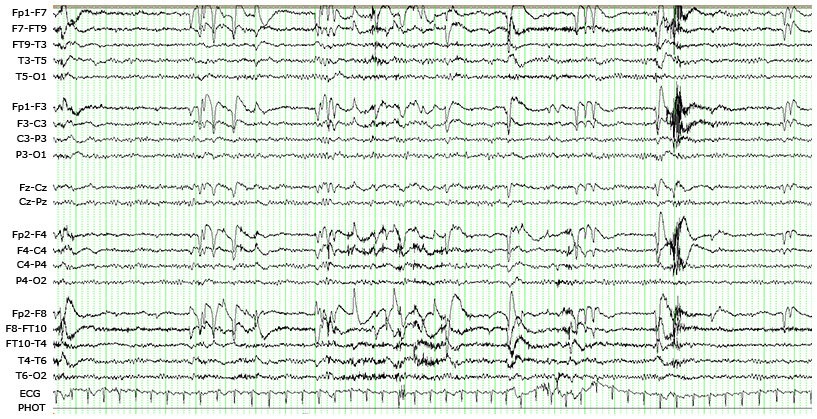 Fp1-F7
F7-FT9
FT9-T3
T3-T5
T5-O1
Fp1-F3
F3-C3
C3-P3
P3-O1
Fz-Cz
Cz-Pz
Fp2-F4
F4-C4
C4-P4
P4-O2
Fp2-F8
F8-FT10
FT10-T4
T4-T6
T6-O2
ECG
PHOT